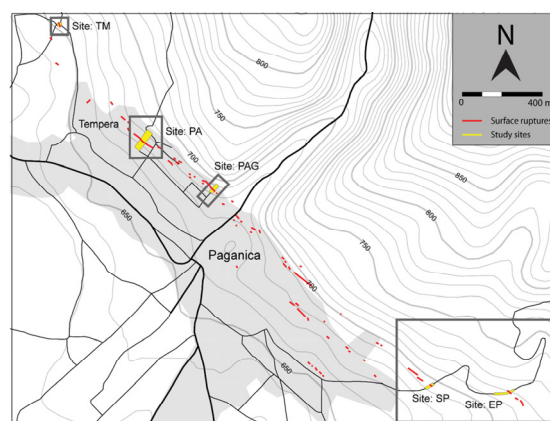 Site: TM
800
N
750
0 400 m
Tempera
Site: PA
Surface ruptures
Study sites
700
Site: PAG
850
650
800
Paganica
750
700
650
Site: SP
Site: EP